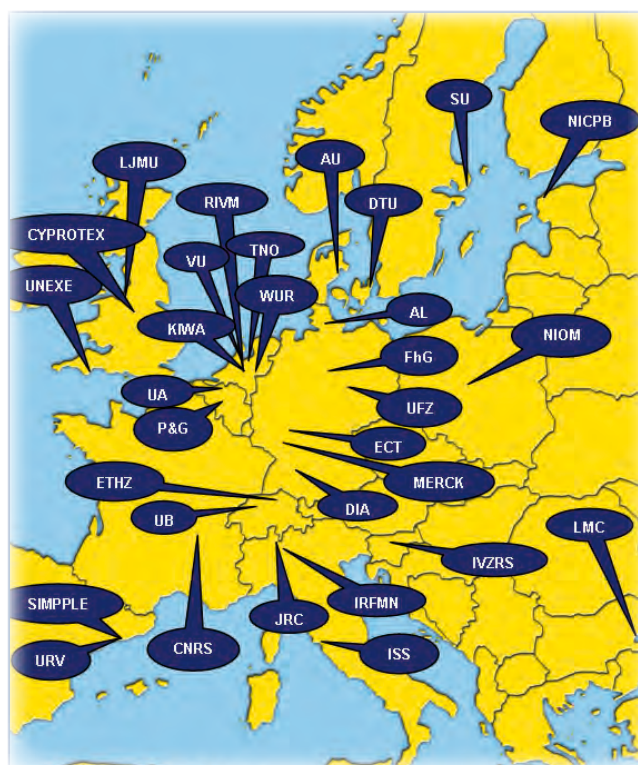 SU
NICPB
LJMU
AU
RIVM
DTU
CYPROTEX
TNO
VU
UNEXE
WUR
AL
KIWA
NIOM
FhG
UA
UFZ
P&G
ECT
ETHZ
MERCK
DIA
UB
LMC
IVZRS
SIMPPLE
IRFMN
JRC
CNRS
URV
ISS